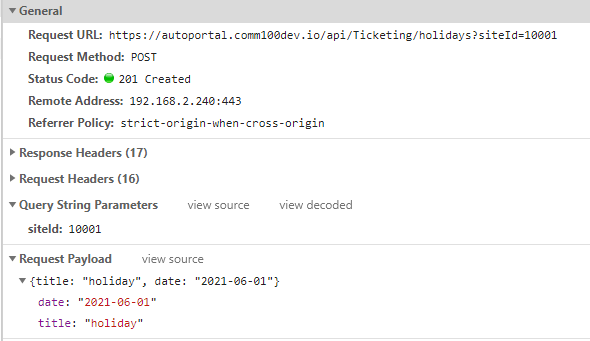 General
Request URL: https://autoportal.comm100dev.io/api/Ticketing/holidays?siteId=10001
Request Method: POST
Status Code: 201 Created
Remote Address: 192.168.2.240:443
Referrer Policy: strict-origin-when-cross-origin
Response Headers (17)
Request Headers (16)
Query String Parameters view source view decoded
siteId: 10001
Request Payload view source
{title: "holiday", date: "2021-06-01"}
date: "2021-06-01"
title: "holiday"